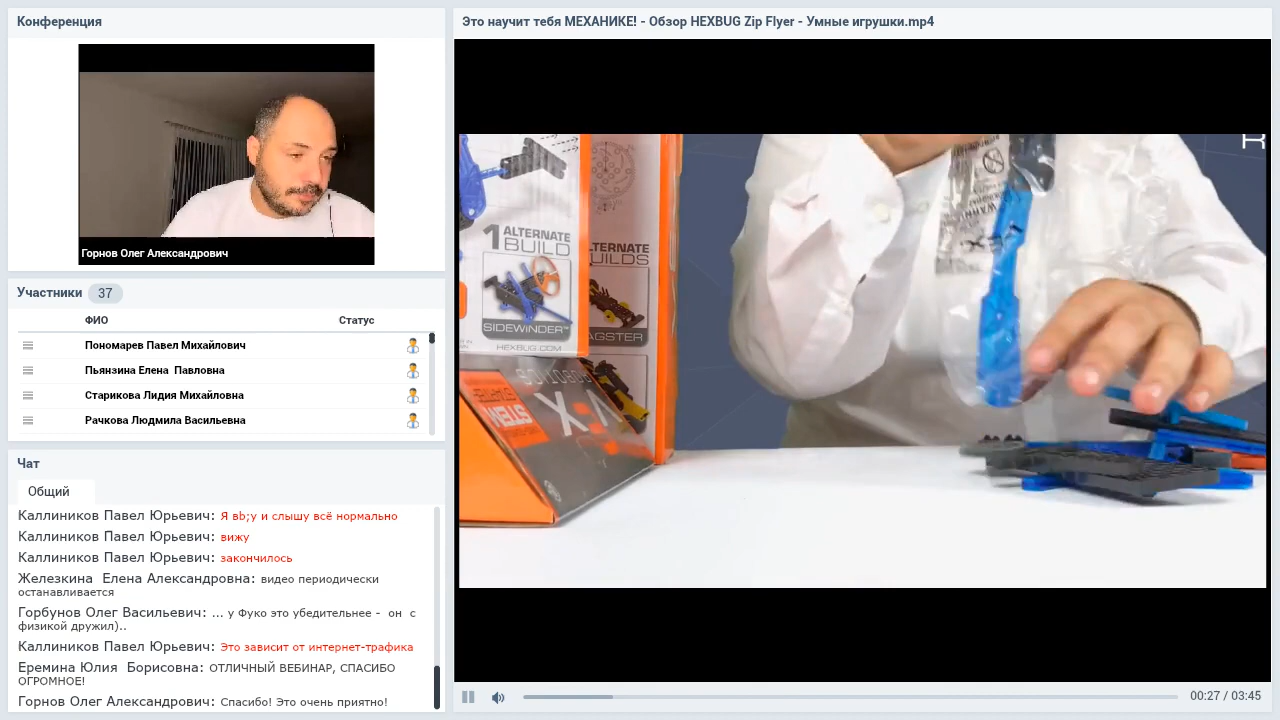 Конференция
Горнов Олег Александрович
Участники 37
ФИО Статус
Пономарев Павел Михайлович
Пьянзина Елена  Павловна
Старикова Лидия Михайловна
Рачкова Людмила Васильевна
Чат
Общий
Каллиников Павел Юрьевич: Я вb;у и слышу всё нормально
Каллиников Павел Юрьевич: вижу
Каллиников Павел Юрьевич: закончилось
Железкина  Елена Александровна: видео периодически
останавливается
Горбунов Олег Васильевич: ... у Фуко это убедительнее -  он  с
физикой дружил)..
Каллиников Павел Юрьевич: Это зависит от интернет-трафика
Еремина Юлия  Борисовна: ОТЛИЧНЫЙ ВЕБИНАР, СПАСИБО
ОГРОМНОЕ!
Горнов Олег Александрович: Спасибо! Это очень приятно!
Это научит тебя МЕХАНИКЕ! - Обзор HEXBUG Zip Flyer - Умные игрушки.mp4
1 ALTERNATE
BUILD
SIDEWINDER™
HEXBUG.COM
LTERNATE
UILDS
AGSTER
00:27 / 03:45